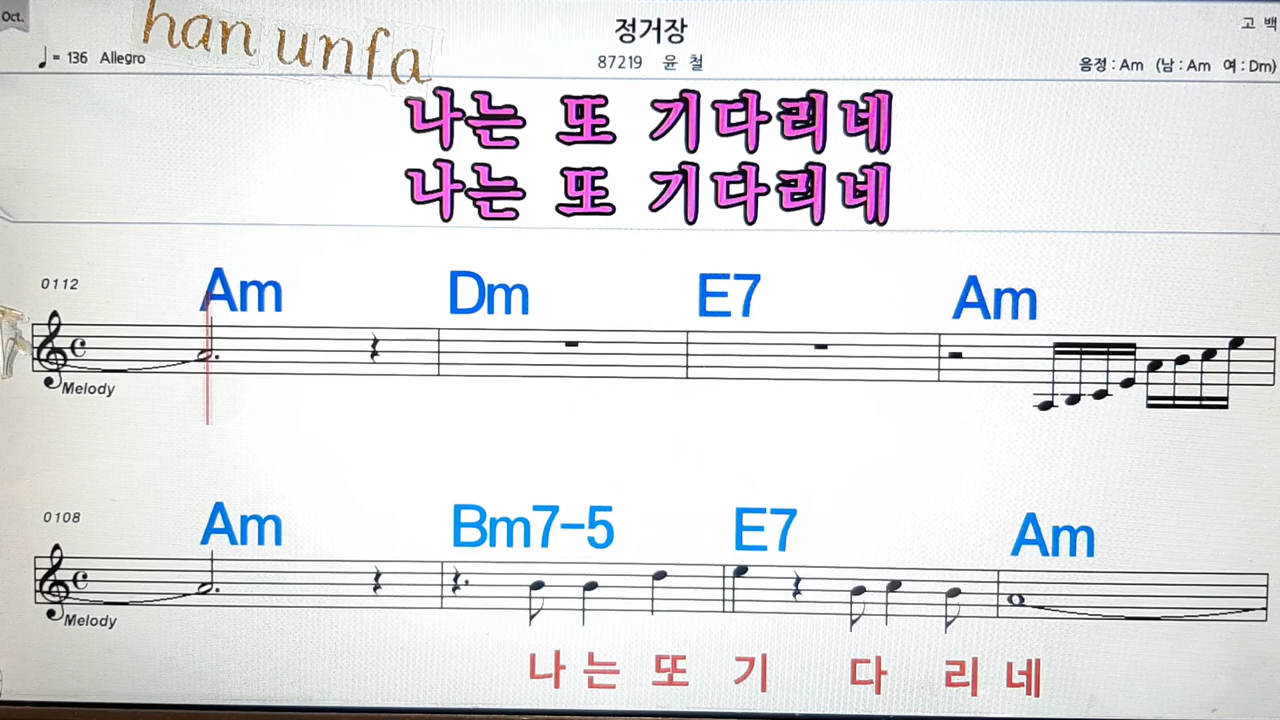 Oct.
han unfa
정거장
고 백
♩= 136 Allegro
87219 윤 철
음정 : Am (남 : Am 여 : Dm)
나는 또 기다리네
나는 또 기다리네
0112
Am Dm E7 Am
Melody
0108
Am Bm7-5 E7 Am
Melody
나 는 또 기 다 리 네